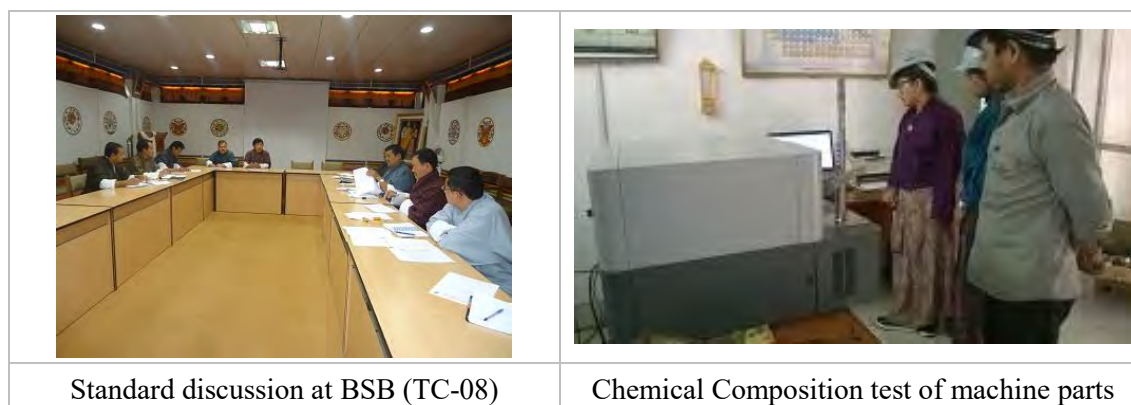 Standard discussion at BSB (TC-08)
Chemical Composition test of machine parts